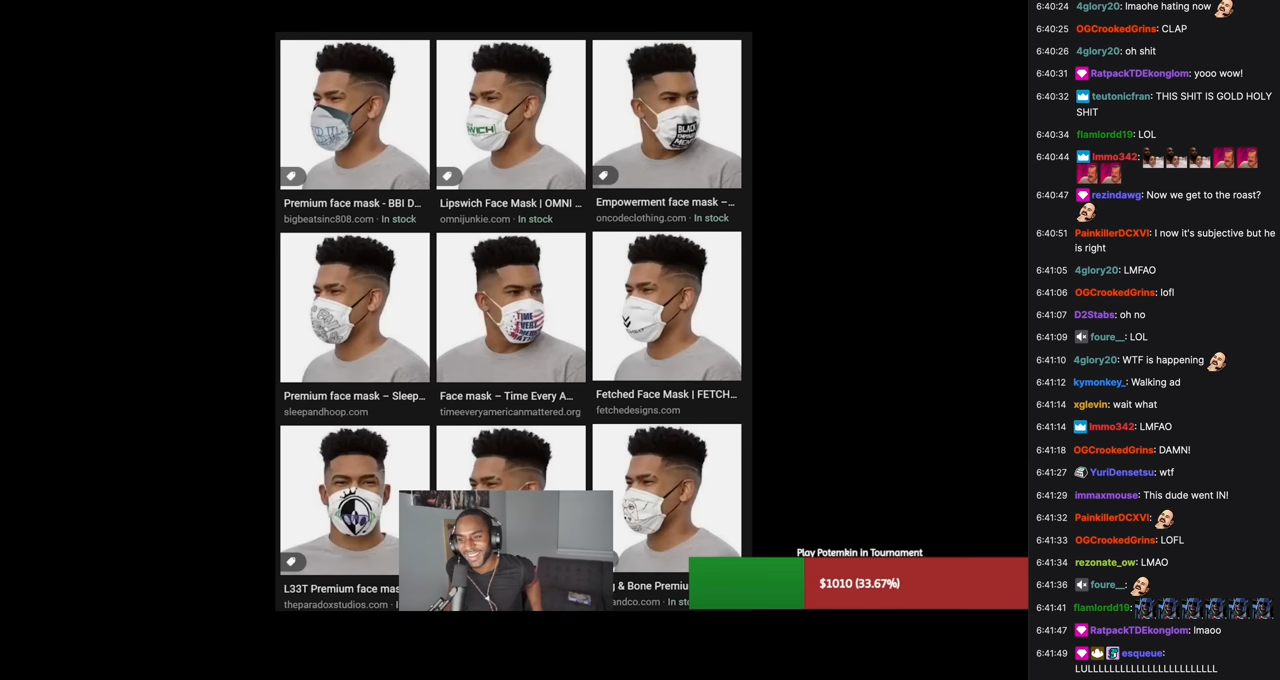 Premium face mask - BBI D...
bigbeatsinc808.com · In stock
Lipswich Face Mask | OMNI ...
omnijunkie.com · In stock
BLACK
Empowerment face mask –...
oncodeclothing.com · In stock
Premium face mask – Sleep...
sleepandhoop.com
TIME
EVERY
Face mask – Time Every A...
timeeveryamericanmattered.org
Fetched Face Mask | FETCH...
fetchedesigns.com
L33T Premium face mas
theparadoxstudios.com · I
g & Bone Premiu
andco.com · In sto
Play Potemkin in Tournament
$1010 (33.67%)
6:40:24 4glory20: lmaohe hating now
6:40:25 OGCrookedGrins: CLAP
6:40:26 4glory20: oh shit
6:40:31 RatpackTDEkonglom: yooo wow!
6:40:32 teutonicfran: THIS SHIT IS GOLD HOLY
SHIT
6:40:34 flamlordd19: LOL
6:40:44 Immo342:
6:40:47 rezindawg: Now we get to the roast?
6:40:51 PainkillerDCXVI: I now it's subjective but he
is right
6:41:05 4glory20: LMFAO
6:41:06 OGCrookedGrins: lofl
6:41:07 D2Stabs: oh no
6:41:09 foure__: LOL
6:41:10 4glory20: WTF is happening
6:41:12 kymonkey_: Walking ad
6:41:14 xglevin: wait what
6:41:14 Immo342: LMFAO
6:41:18 OGCrookedGrins: DAMN!
6:41:27 YuriDensetsu: wtf
6:41:29 immaxmouse: This dude went IN!
6:41:32 PainkillerDCXVI:
6:41:33 OGCrookedGrins: LOFL
6:41:34 rezonate_ow: LMAO
6:41:36 foure__:
6:41:41 flamlordd19:
6:41:47 RatpackTDEkonglom: lmaoo
6:41:49 esqueue:
LULLLLLLLLLLLLLLLLLLLLLLLL